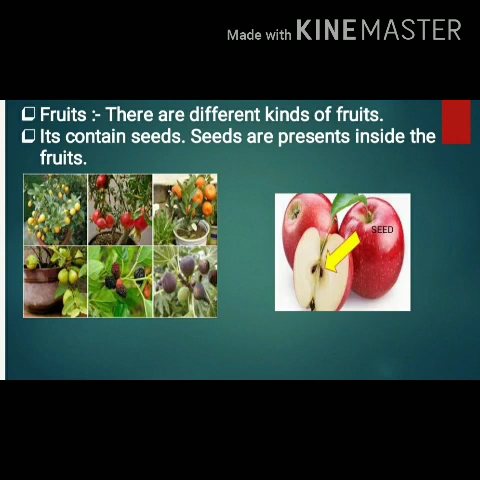 Made with KINEMASTER
Fruits :- There are different kinds of fruits.
Its contain seeds. Seeds are presents inside the
fruits.
SEED